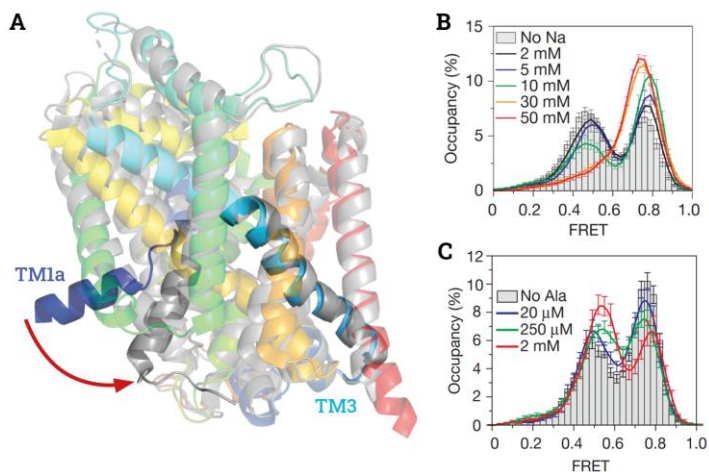 A
TM1a
TM3
B
Occupancy (%)
15
10
5
0
No Na
2 mM
5 mM
10 mM
30 mM
50 mM
0 0.2 0.4 0.6 0.8 1.0
FRET
C
Occupancy (%)
12
10
8
6
4
2
0
No Ala
20 μM
250 μM
2 mM
0 0.2 0.4 0.6 0.8 1.0
FRET